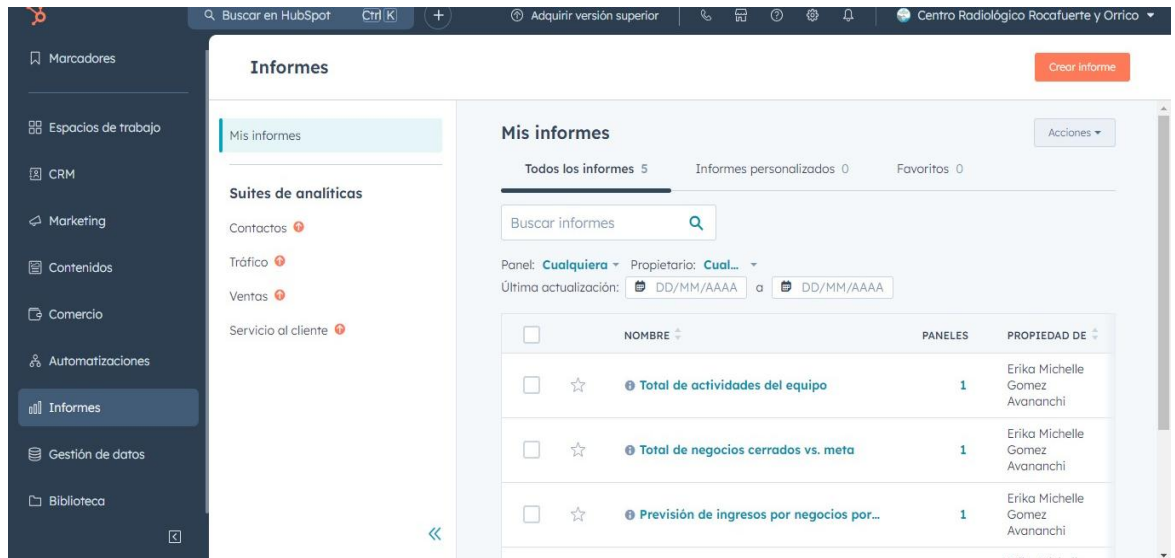 Buscar en HubSpot Ctrl K + Adquirir versión superior Centro Radiológico Rocafuerte y Orrico
Marcadores
Espacios de trabajo
CRM
Marketing
Contenidos
Comercio
Automatizaciones
Informes
Gestión de datos
Biblioteca
Informes
Crear informe
Mis informes
Suites de analíticas
Contactos
Tráfico
Ventas
Servicio al cliente
Mis informes
Acciones
Todos los informes 5 Informes personalizados 0 Favoritos 0
Buscar informes
Panel: Cualquiera Propietario: Cual...
Última actualización: DD/MM/AAAA a DD/MM/AAAA
NOMBRE PANELES PROPIEDAD DE
Total de actividades del equipo 1 Erika Michelle
Gomez
Avananchi
Total de negocios cerrados vs. meta 1 Erika Michelle
Gomez
Avananchi
Previsión de ingresos por negocios por... 1 Erika Michelle
Gomez
Avananchi